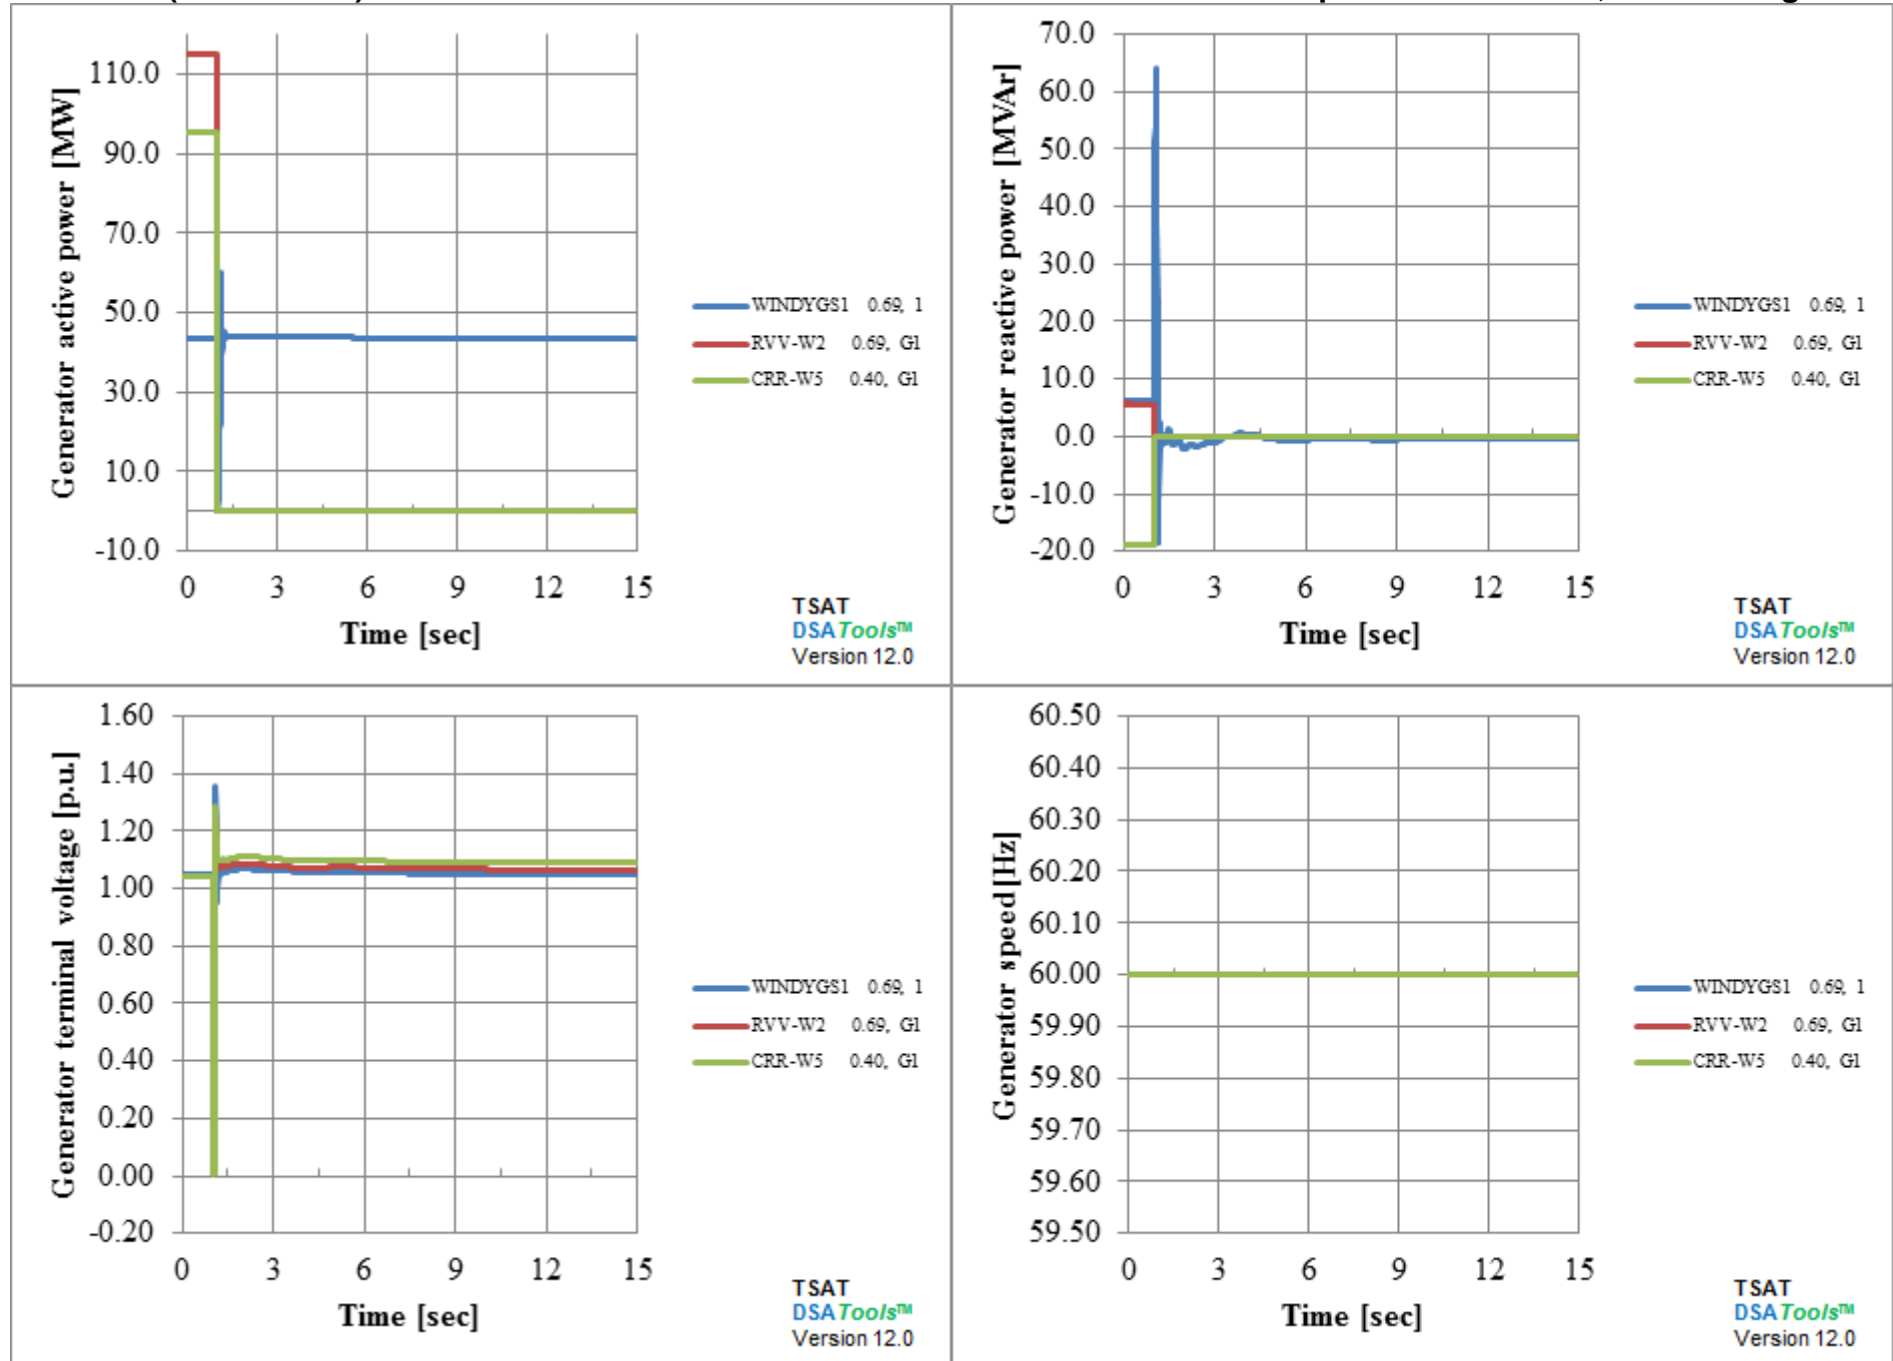 Generator active power [MW]
110.0
90.0
70.0
50.0
30.0
10.0
-10.0
0 3 6 9 12 15
Time [sec]
WINDYGS1 0.69, 1
RVV-W2 0.69, G1
CRR-W5 0.40, G1
TSAT
DSATools™
Version 12.0
Generator reactive power [MVAr]
70.0
60.0
50.0
40.0
30.0
20.0
10.0
0.0
-10.0
-20.0
0 3 6 9 12 15
Time [sec]
WINDYGS1 0.69, 1
RVV-W2 0.69, G1
CRR-W5 0.40, G1
TSAT
DSATools™
Version 12.0
Generator terminal voltage [p.u.]
1.60
1.40
1.20
1.00
0.80
0.60
0.40
0.20
0.00
-0.20
0 3 6 9 12 15
Time [sec]
WINDYGS1 0.69, 1
RVV-W2 0.69, G1
CRR-W5 0.40, G1
TSAT
DSATools™
Version 12.0
Generator speed [Hz]
60.50
60.40
60.30
60.20
60.10
60.00
59.90
59.80
59.70
59.60
59.50
0 3 6 9 12 15
Time [sec]
WINDYGS1 0.69, 1
RVV-W2 0.69, G1
CRR-W5 0.40, G1
TSAT
DSATools™
Version 12.0